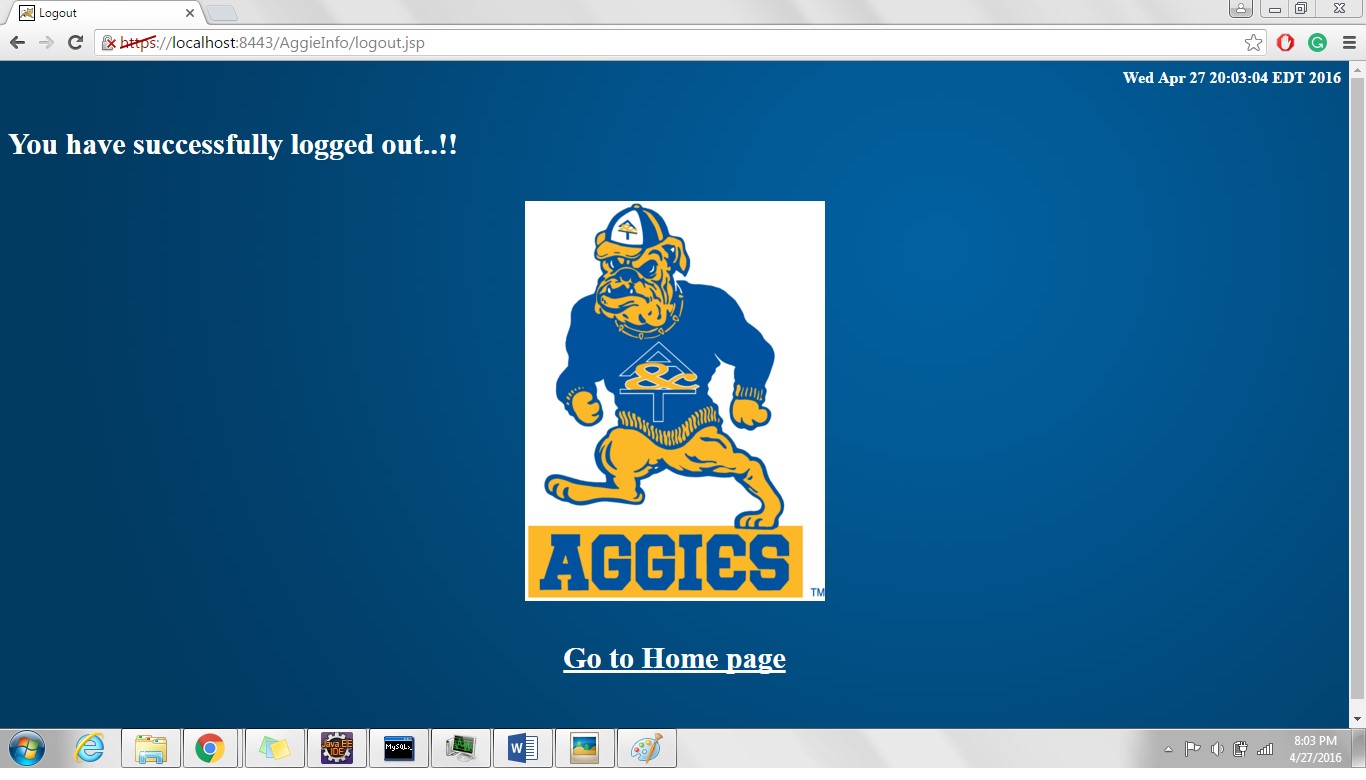 Logout
https://localhost:8443/AggieInfo/logout.jsp
Wed Apr 27 20:03:04 EDT 2016
You have successfully logged out..!!
A
T
A&T
AGGIES
TM
Go to Home page
Java EE
IDE
MySQL
W
8:03 PM
4/27/2016